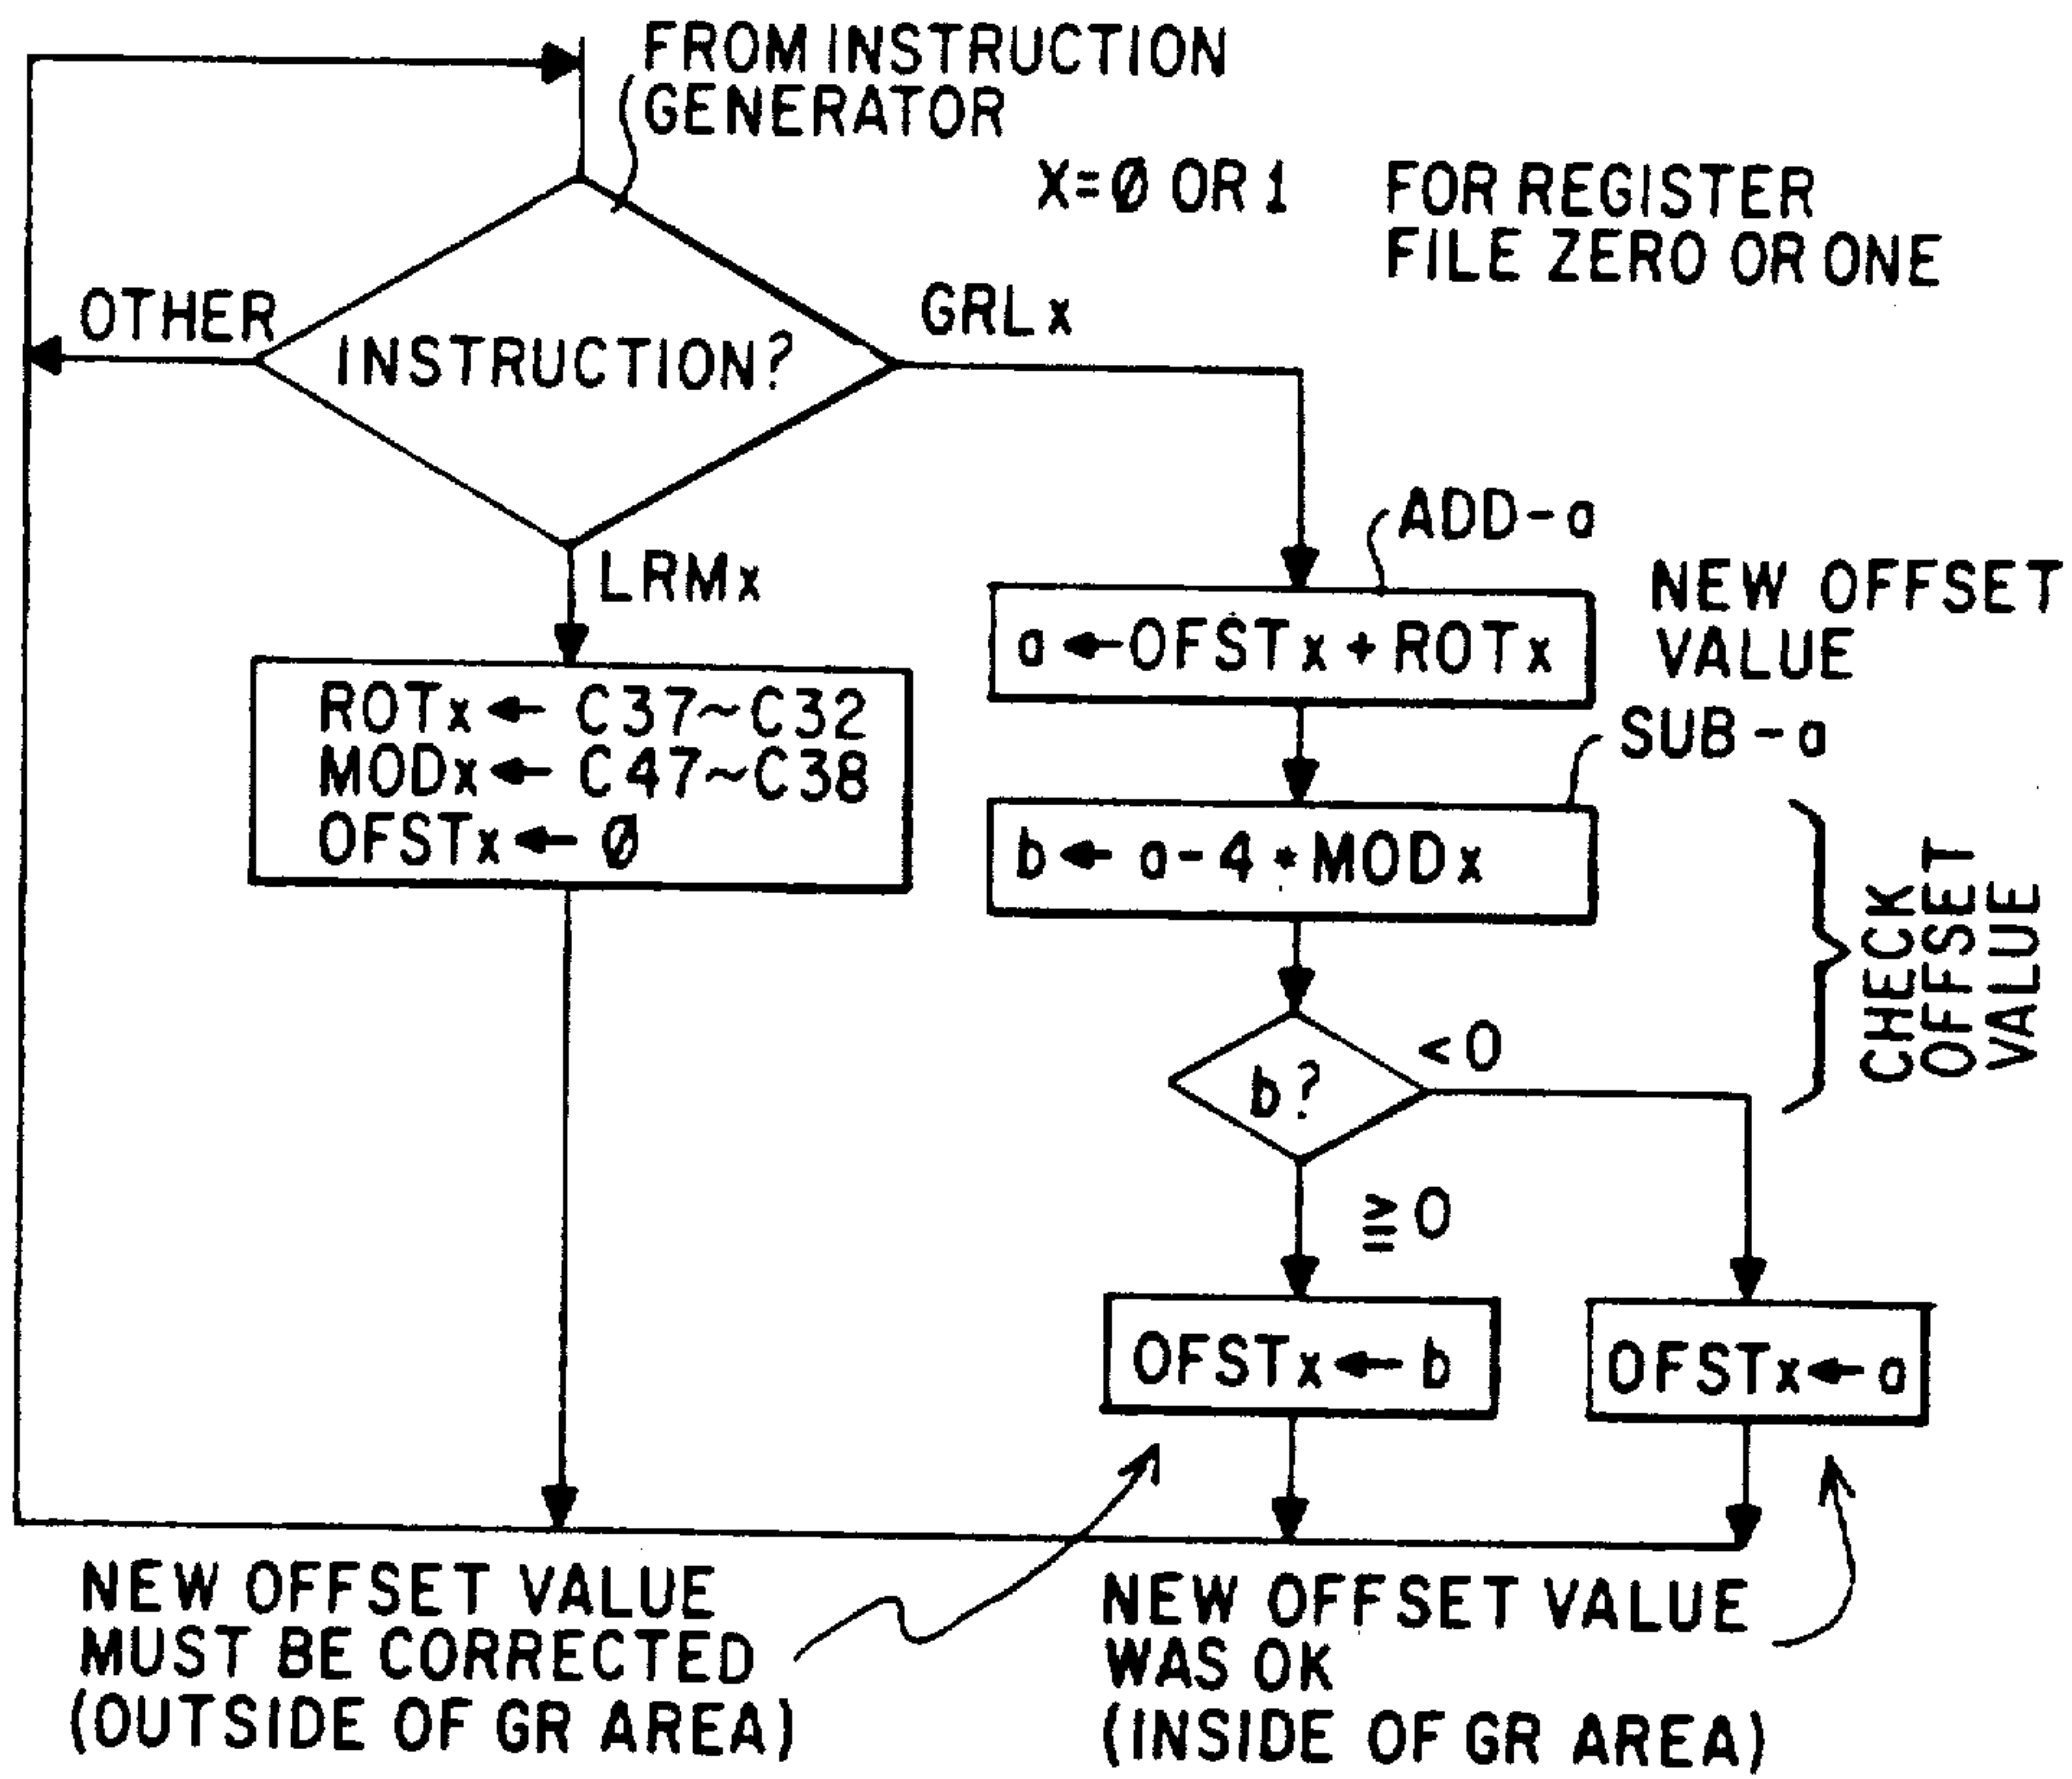 FROM INSTRUCTION
GENERATOR
X=0 OR 1
FOR REGISTER
FILE ZERO OR ONE
OTHER
INSTRUCTION?
GRLx
LRMx
ADD-a
a ← OFSTx + ROTx
NEW OFFSET
VALUE
ROTx ← C37~C32
MODx ← C47~C38
OFSTx ← 0
SUB-a
b ← a-4*MODx
CHECK
OFFSET
VALUE
b?
<0
≧0
OFSTx ← b
OFSTx ← a
NEW OFFSET VALUE
MUST BE CORRECTED
(OUTSIDE OF GR AREA)
NEW OFFSET VALUE
WAS OK
(INSIDE OF GR AREA)